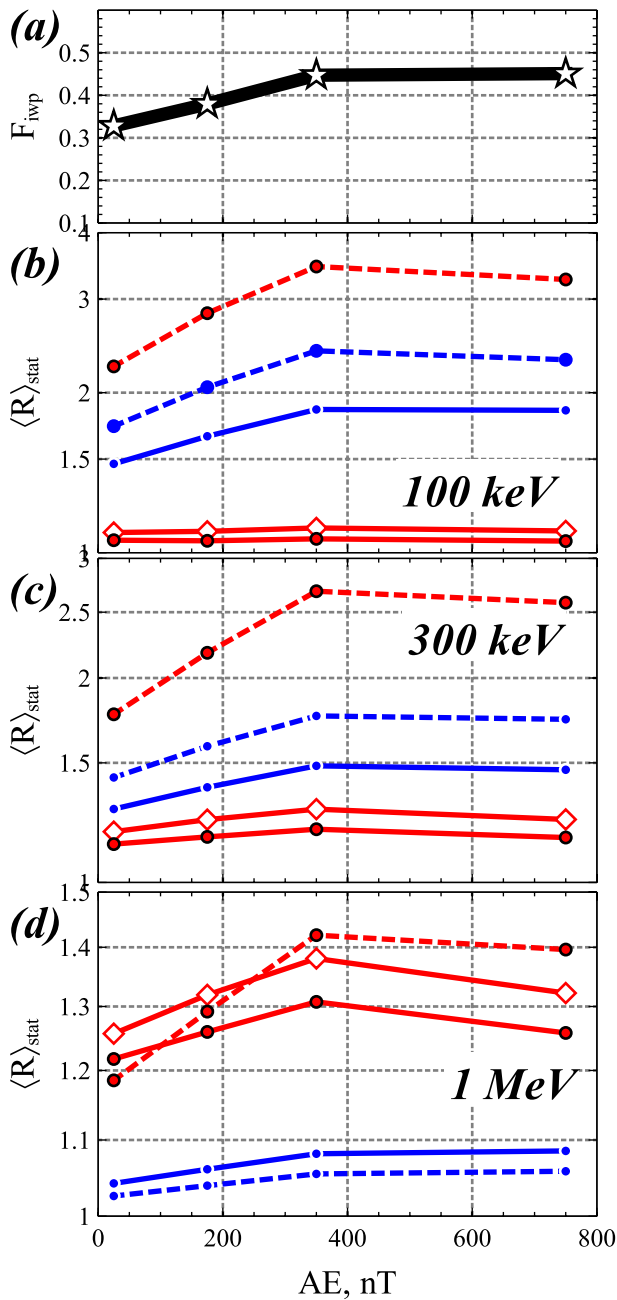 (a)
0.5
0.4
0.3
0.2
0.1
F_iwp
(b)
4
3
2
1.5
1
⟨R⟩_stat
100 keV
(c)
3
2.5
2
1.5
1
⟨R⟩_stat
300 keV
(d)
1.5
1.4
1.3
1.2
1.1
1
⟨R⟩_stat
1 MeV
0 200 400 600 800
AE, nT